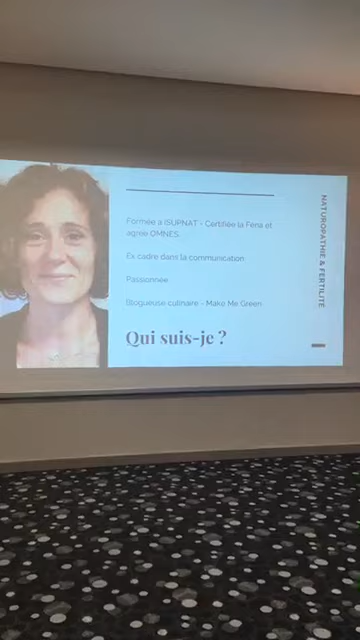 Formée à ISUPNAT - Certifiée la Féna et
agréé OMNES
Ex cadre dans la communication
Passionnée
Blogueuse culinaire - Make Me Green
Qui suis-je ?
NATUROPATHIE & FERTILITÉ